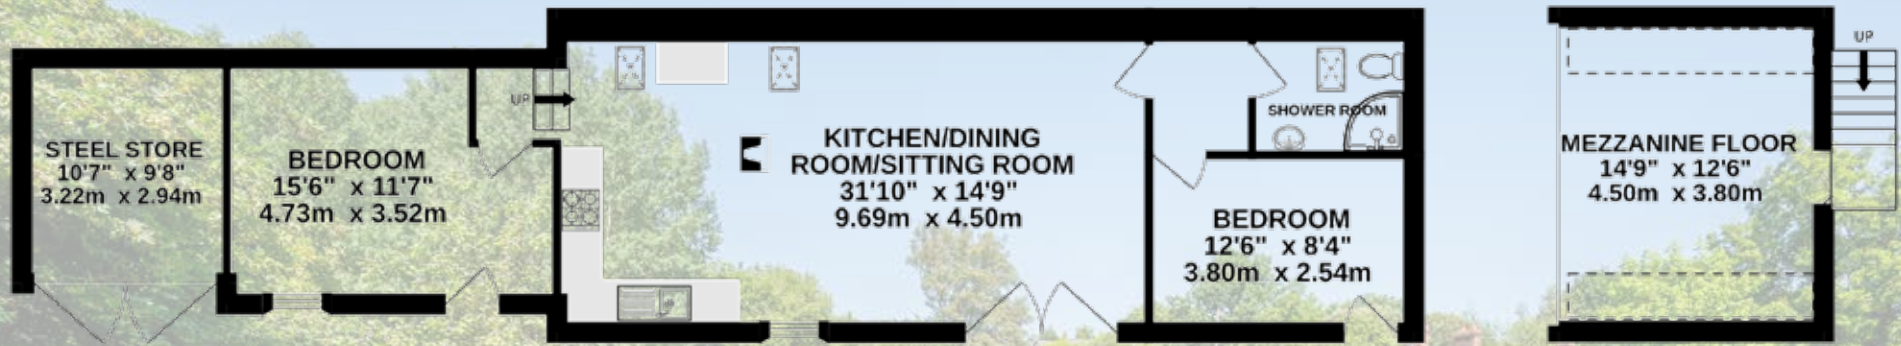 STEEL STORE
10'7" x 9'8"
3.22m x 2.94m
BEDROOM
15'6" x 11'7"
4.73m x 3.52m
UP
KITCHEN/DINING
ROOM/SITTING ROOM
31'10" x 14'9"
9.69m x 4.50m
SHOWER ROOM
BEDROOM
12'6" x 8'4"
3.80m x 2.54m
MEZZANINE FLOOR
14'9" x 12'6"
4.50m x 3.80m
UP